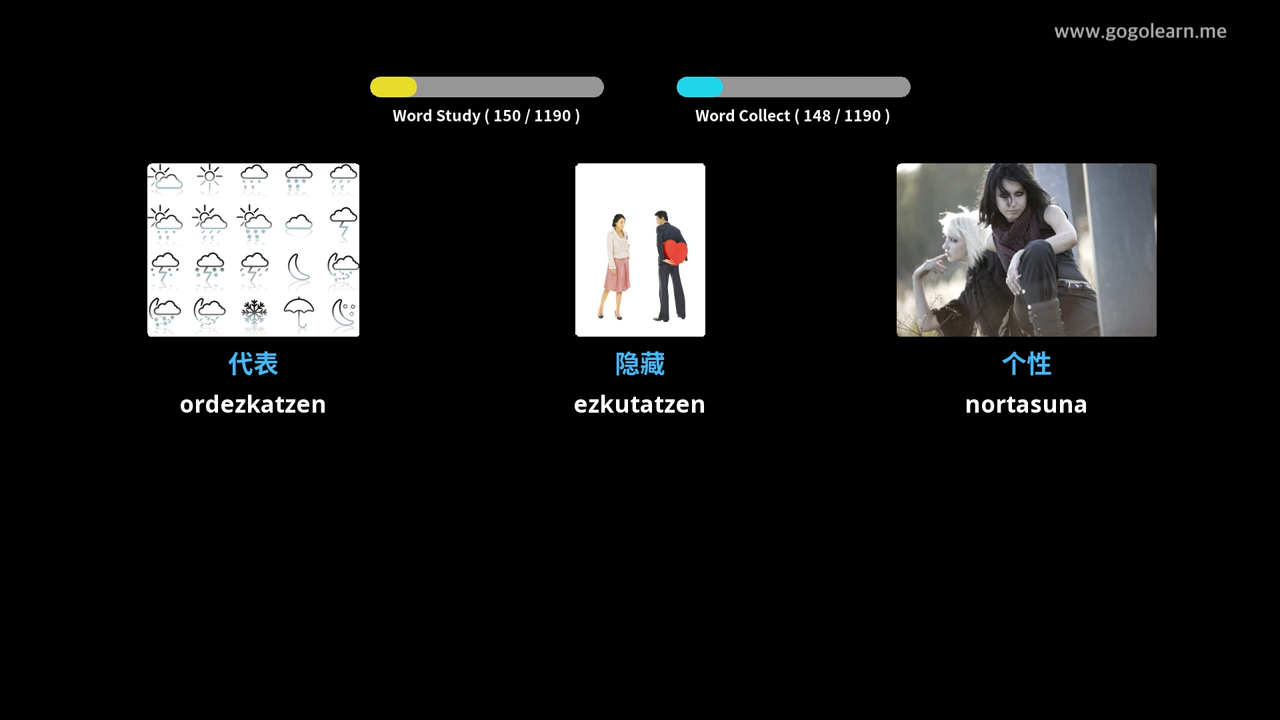 www.gogolearn.me
Word Study ( 150 / 1190 )
Word Collect ( 148 / 1190 )
代表
隐藏
个性
ordezkatzen
ezkutatzen
nortasuna